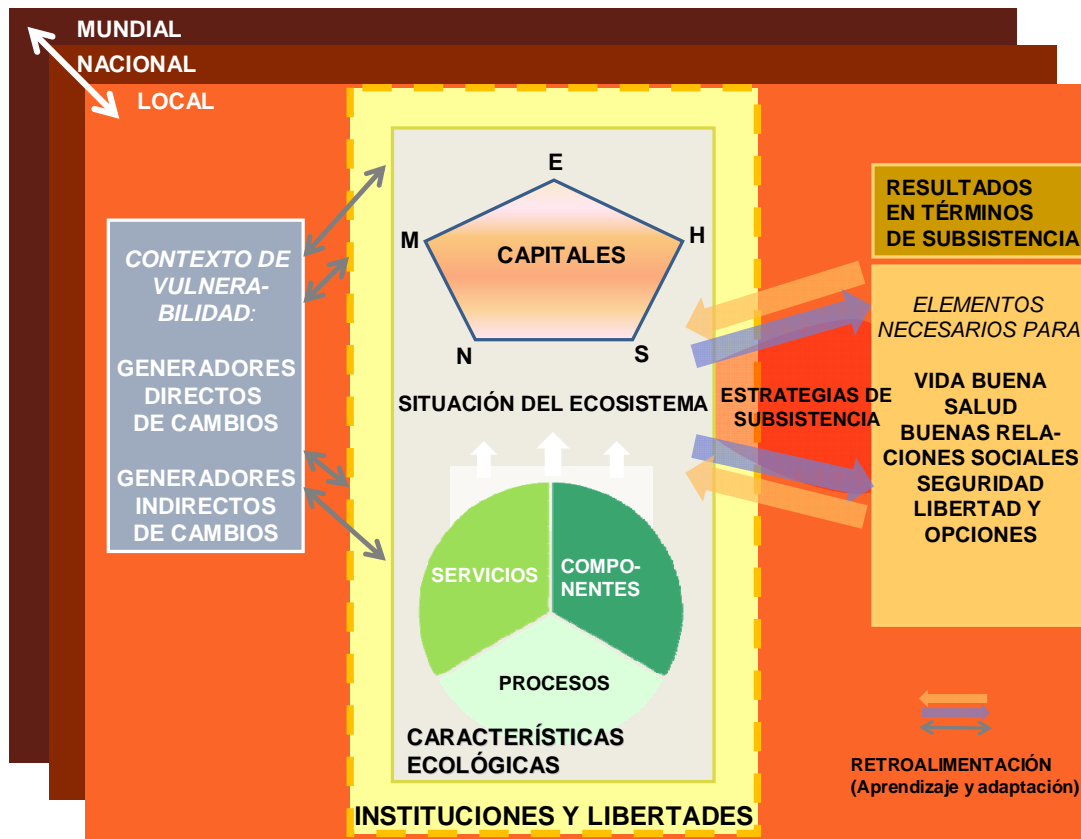 MUNDIAL
NACIONAL
LOCAL
CONTEXTO DE
VULNERA-
BILIDAD:
GENERADORES
DIRECTOS
DE CAMBIOS
GENERADORES
INDIRECTOS
DE CAMBIOS
E
M
H
CAPITALES
N
S
SITUACIÓN DEL ECOSISTEMA
SERVICIOS
COMPO-
NENTES
PROCESOS
CARACTERÍSTICAS
ECOLÓGICAS
INSTITUCIONES Y LIBERTADES
ESTRATEGIAS DE
SUBSISTENCIA
RESULTADOS
EN TÉRMINOS
DE SUBSISTENCIA
ELEMENTOS
NECESARIOS PARA
VIDA BUENA
SALUD
BUENAS RELA-
CIONES SOCIALES
SEGURIDAD
LIBERTAD Y
OPCIONES
RETROALIMENTACIÓN
(Aprendizaje y adaptación)